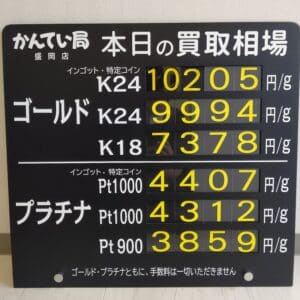 かんてい局 本日の買取相場
盛岡店
インゴット・特定コイン
K24 10205 円/g
ゴールド K24 9994 円/g
K18 7378 円/g
インゴット・特定コイン
Pt1000 4407 円/g
プラチナ Pt1000 4312 円/g
Pt900 3859 円/g
ゴールド・プラチナともに、手数料は一切いただきません